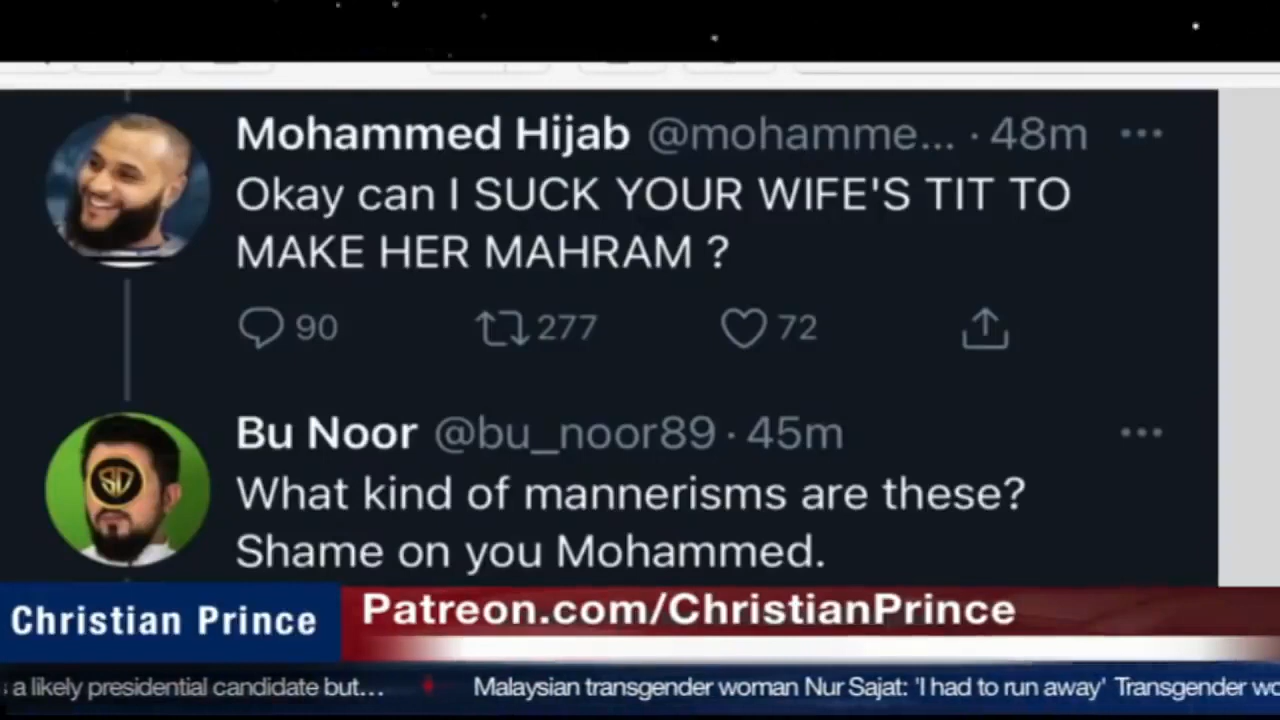 Mohammed Hijab @mohamme... · 48m
Okay can I SUCK YOUR WIFE'S TIT TO
MAKE HER MAHRAM ?
90 277 72
Bu Noor @bu_noor89 · 45m
What kind of mannerisms are these?
Shame on you Mohammed.
Christian Prince
Patreon.com/ChristianPrince
a likely presidential candidate but... Malaysian transgender woman Nur Sajat: 'I had to run away' Transgender wo